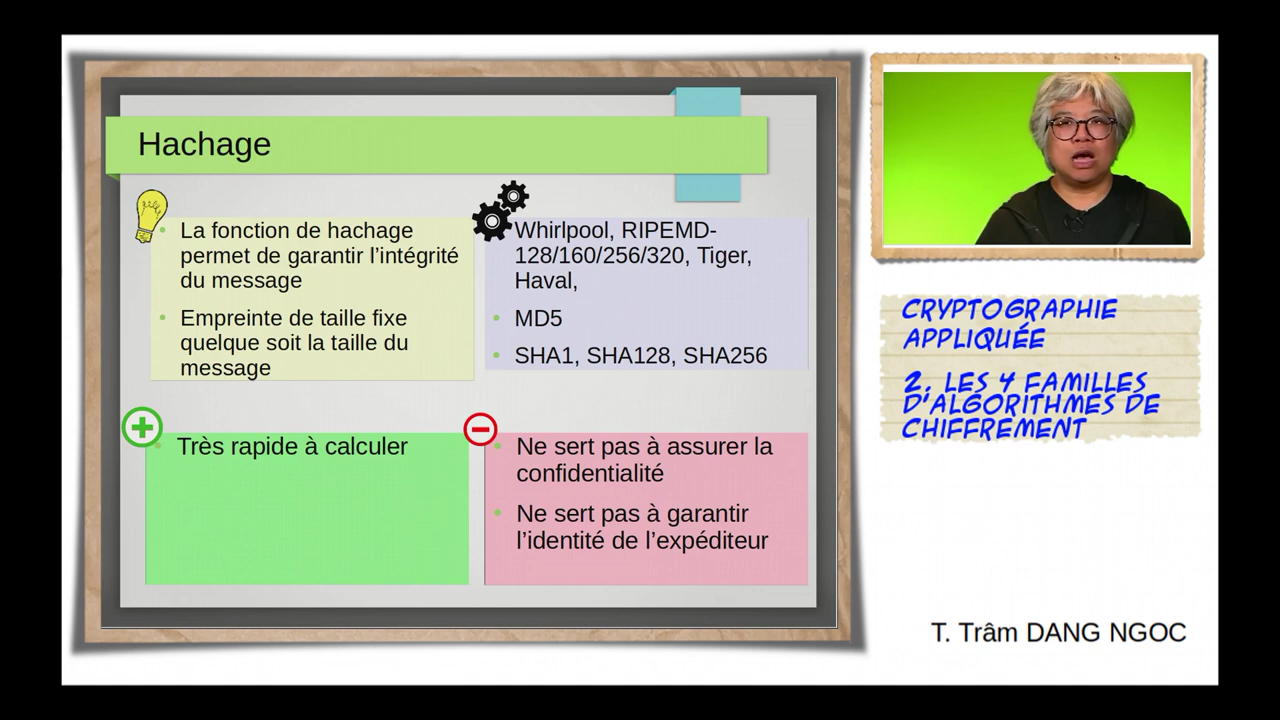 Hachage
La fonction de hachage
permet de garantir l'intégrité
du message
Empreinte de taille fixe
quelque soit la taille du
message
Whirlpool, RIPEMD-
128/160/256/320, Tiger,
Haval,
MD5
SHA1, SHA128, SHA256
Très rapide à calculer
Ne sert pas à assurer la
confidentialité
Ne sert pas à garantir
l'identité de l'expéditeur
CRYPTOGRAPHIE
APPLIQUÉE
2. LES 4 FAMILLES
D'ALGORITHMES DE
CHIFFREMENT
T. Trâm DANG NGOC